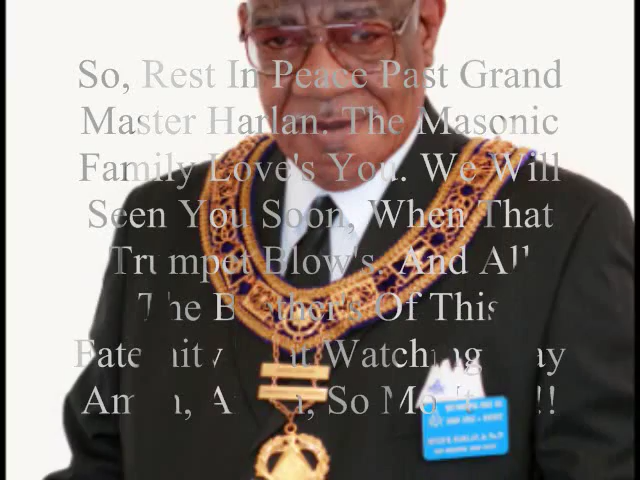 So, Rest In Peace Past Grand
Master Harlan. The Masonic
Family Love's You. We Will
Seen You Soon, When That
Trumpet Blow's. And All
The Brother's Of This
Faternity Watching
Amen, So